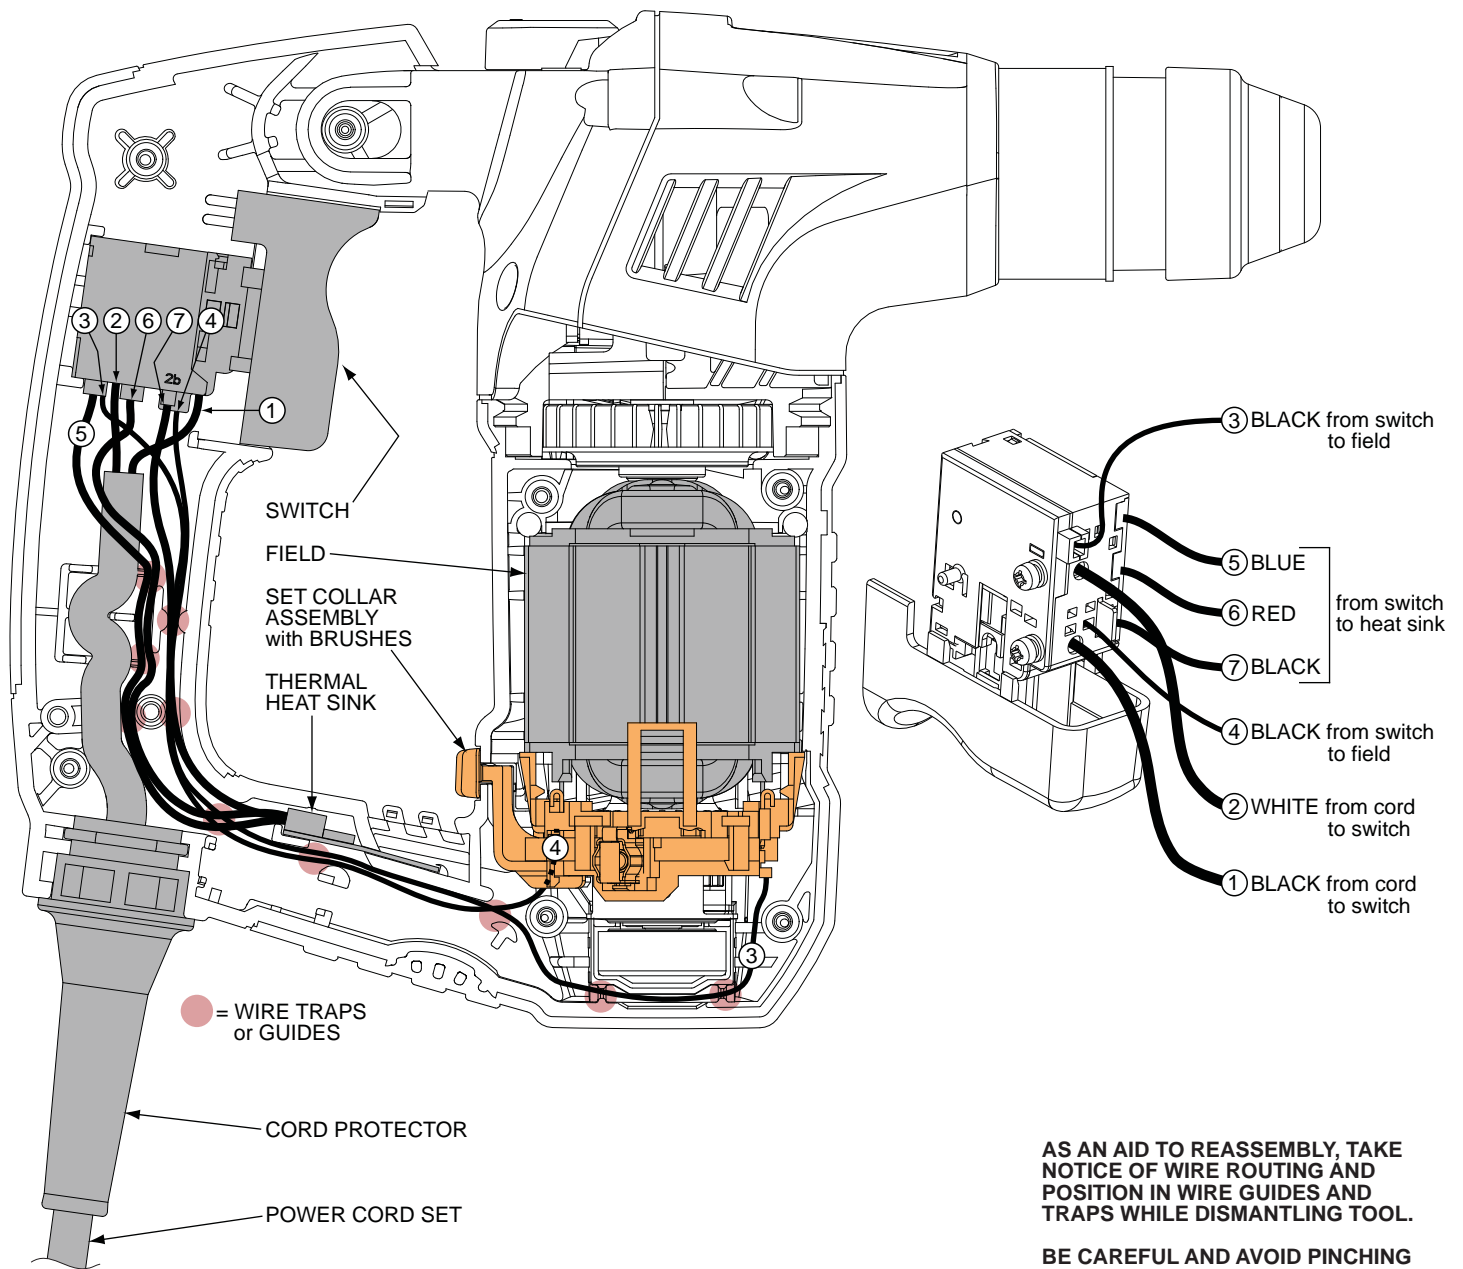 3 2 6 7 4
2b
1
5
SWITCH
FIELD
SET COLLAR
ASSEMBLY
with BRUSHES
THERMAL
HEAT SINK
4
3
= WIRE TRAPS
or GUIDES
CORD PROTECTOR
POWER CORD SET
3 BLACK from switch
to field
5 BLUE
6 RED
7 BLACK
from switch
to heat sink
4 BLACK from switch
to field
2 WHITE from cord
to switch
1 BLACK from cord
to switch
AS AN AID TO REASSEMBLY, TAKE
NOTICE OF WIRE ROUTING AND
POSITION IN WIRE GUIDES AND
TRAPS WHILE DISMANTLING TOOL.
BE CAREFUL AND AVOID PINCHING